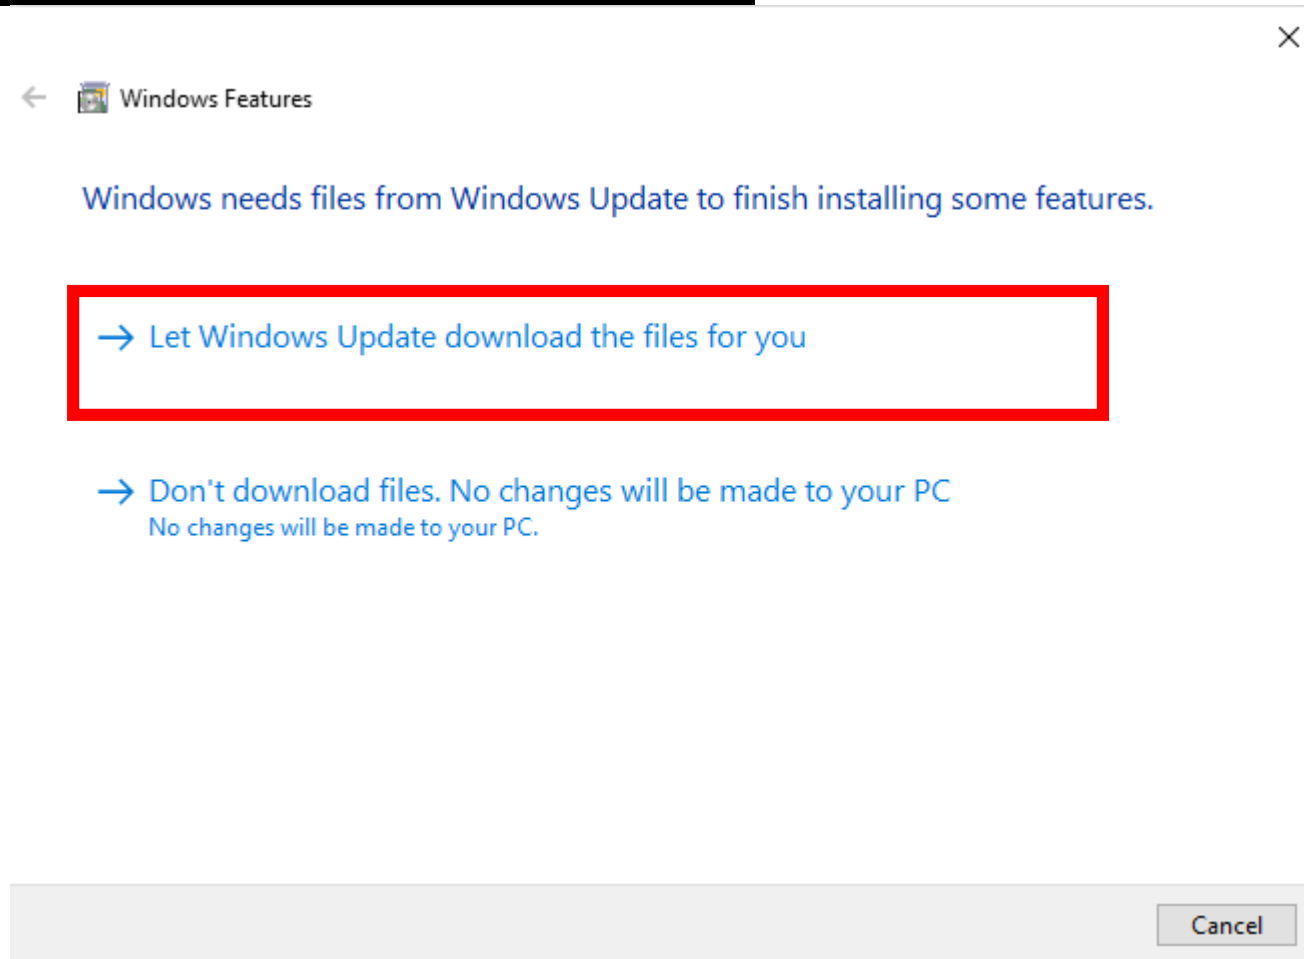 Windows Features
Windows needs files from Windows Update to finish installing some features.
Let Windows Update download the files for you
Don't download files. No changes will be made to your PC
No changes will be made to your PC.
Cancel